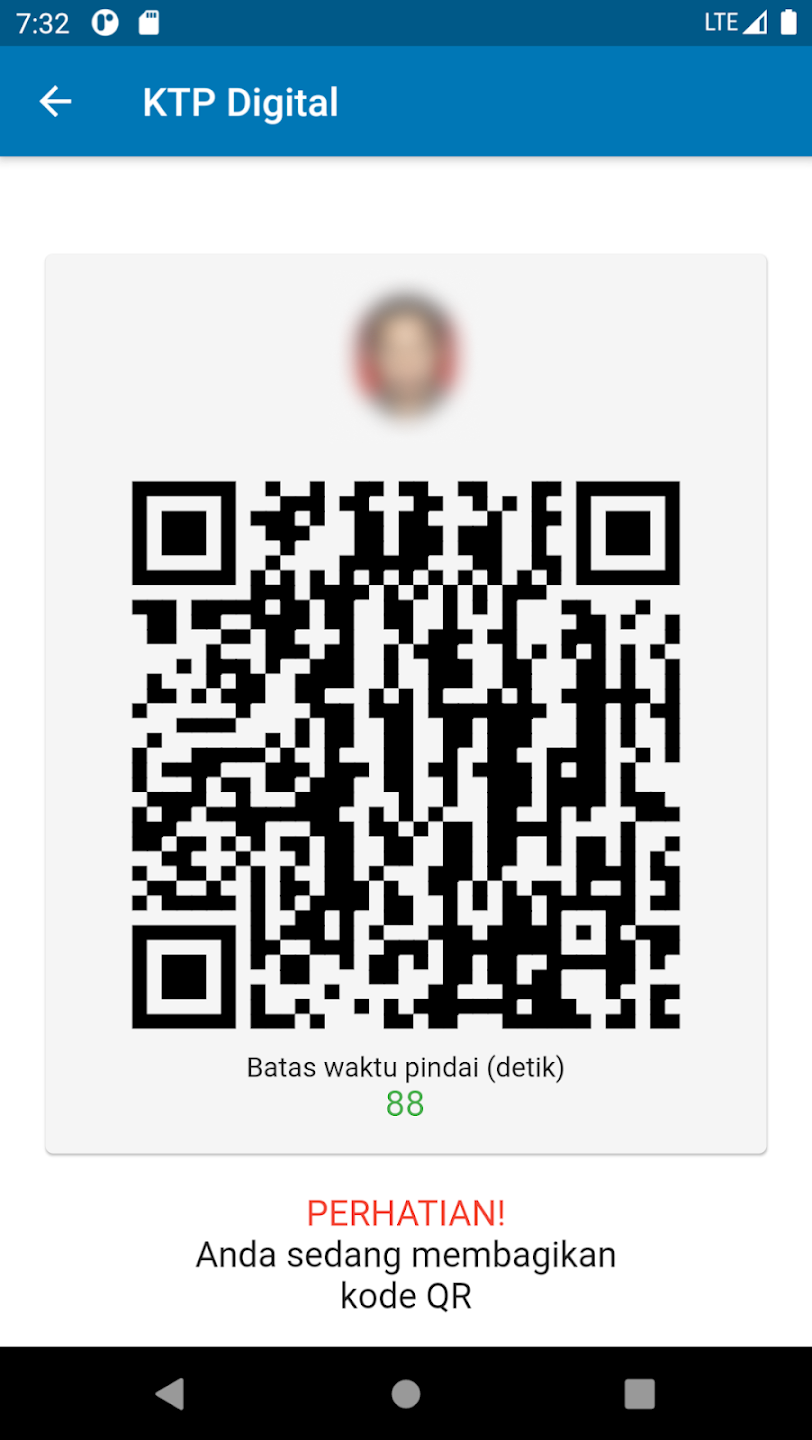 7:32
LTE
KTP Digital
Batas waktu pindai (detik)
88
PERHATIAN!
Anda sedang membagikan
kode QR